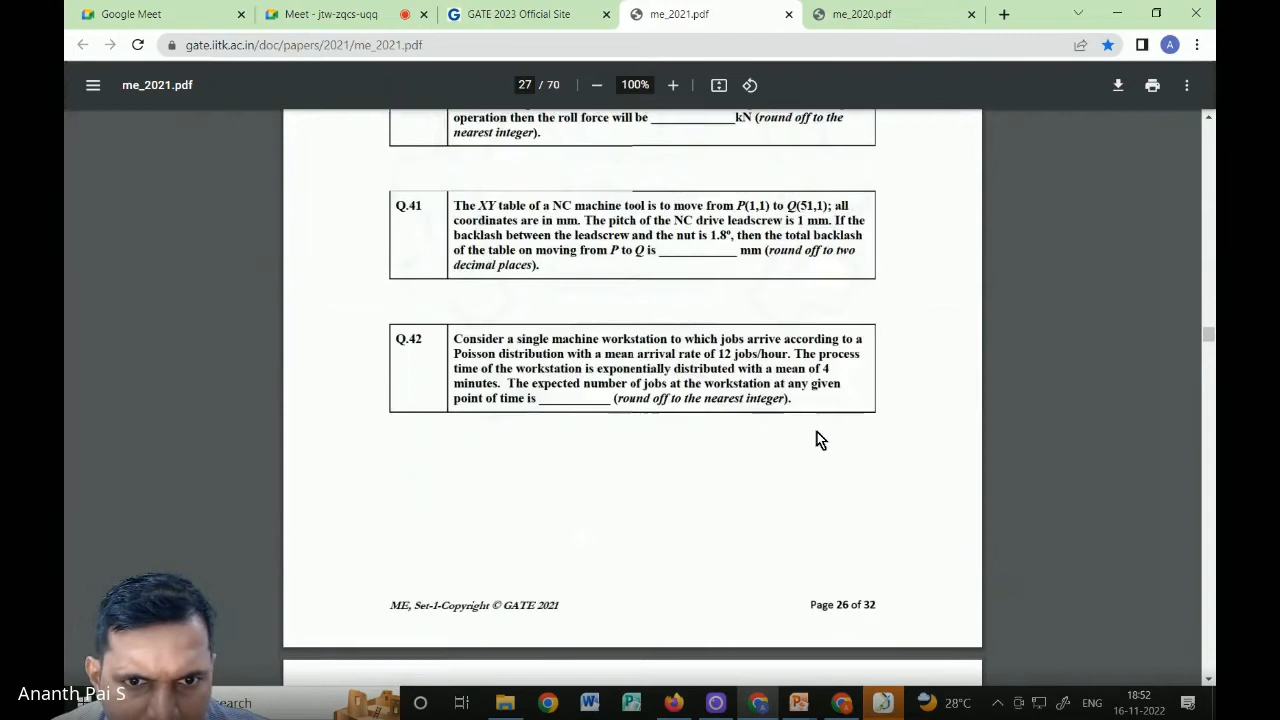 Google Meet
Meet - jtw-zqcs-uqq
GATE 2023 Official Site
me_2021.pdf
me_2020.pdf
gate.iitk.ac.in/doc/papers/2021/me_2021.pdf
A
me_2021.pdf
27 / 70
100%
operation then the roll force will be ____________kN (round off to the
nearest integer).
Q.41
The XY table of a NC machine tool is to move from P(1,1) to Q(51,1); all
coordinates are in mm. The pitch of the NC drive leadscrew is 1 mm. If the
backlash between the leadscrew and the nut is 1.8º, then the total backlash
of the table on moving from P to Q is ___________ mm (round off to two
decimal places).
Q.42
Consider a single machine workstation to which jobs arrive according to a
Poisson distribution with a mean arrival rate of 12 jobs/hour. The process
time of the workstation is exponentially distributed with a mean of 4
minutes. The expected number of jobs at the workstation at any given
point of time is __________ (round off to the nearest integer).
ME, Set-1-Copyright © GATE 2021
Page 26 of 32
Ananth Pai S
earch
28°C
ENG
18:52
16-11-2022